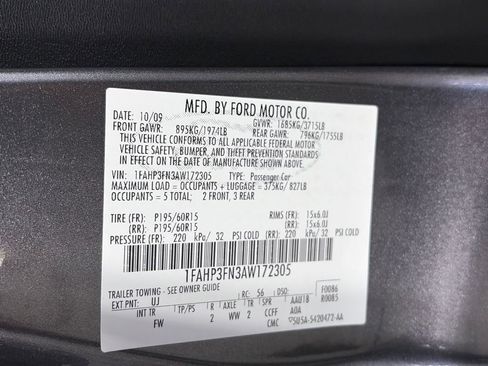 MFD. BY FORD MOTOR CO.
DATE: 10/09 GVWR: 1685KG/3715LB
FRONT GAWR: 895KG/1974LB REAR GAWR: 796KG/1755LB
THIS VEHICLE CONFORMS TO ALL APPLICABLE FEDERAL MOTOR
VEHICLE SAFETY, BUMPER, AND THEFT PREVENTION STANDARDS
IN EFFECT ON THE DATE OF MANUFACTURE SHOWN ABOVE.
VIN: 1FAHP3FN3AW172305 TYPE: Passenger Car
MAXIMUM LOAD = OCCUPANTS + LUGGAGE = 375KG/827LB
OCCUPANTS = 5 TOTAL; 2 FRONT, 3 REAR
TIRE (FR): P195/60R15 RIMS (FR): 15x6.0J
(RR): P195/60R15 (RR): 15x6.0J
PRESSURE (FR): 220 kPa/ 32 PSI COLD (RR): 220 kPa/ 32 PSI COLD
1FAHP3FN3AW172305
TRAILER TOWING - SEE OWNER GUIDE RC: 56 DSO: F0086
EXT PNT: UJ R0085
INT TR TP/PS R AXLE TR SPR AAU1B
FW 2 WW 2 CCFF AOA
CMC 5U5A-5420472-AA